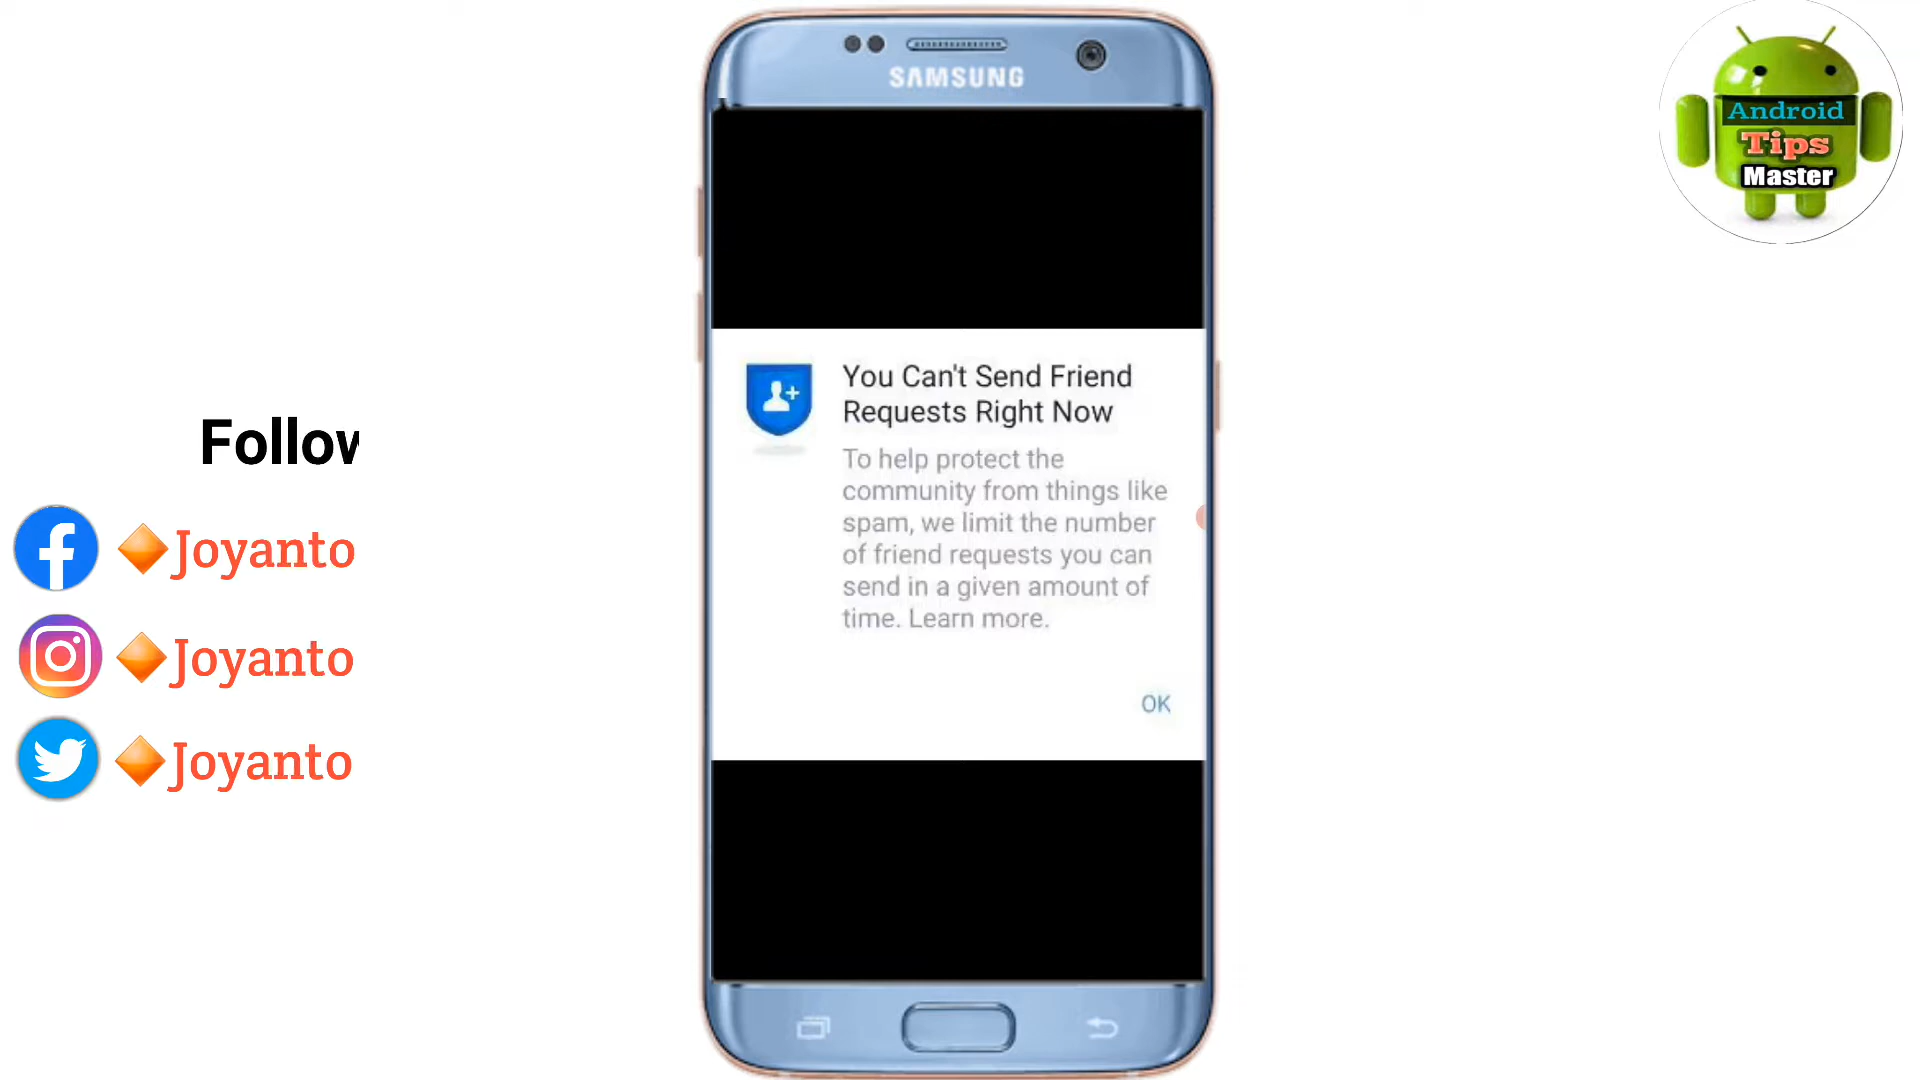 SAMSUNG
Android
Tips
Master
You Can't Send Friend
Requests Right Now
To help protect the
community from things like
spam, we limit the number
of friend requests you can
send in a given amount of
time. Learn more.
OK
Follow
Joyanto
Joyanto
Joyanto